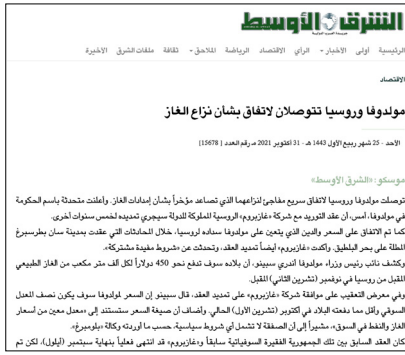 الشرق الأوسط
الرئيسية أولى الأخبار الرأي الاقتصاد الرياضة الملاحق ثقافة ملفات الشرق الأخيرة
الاقتصاد
مولدوفا وروسيا تتوصلان لاتفاق بشأن نزاع الغاز
الأحد - 25 شهر ربيع الأول 1443 هـ - 31 أكتوبر 2021 مـ رقم العدد [15678]
موسكو: «الشرق الأوسط»
توصلت مولدوفا وروسيا لاتفاق سريع مفاجئ لنزاعهما الذي تصاعد مؤخراً بشأن إمدادات الغاز. وأعلنت متحدثة باسم الحكومة
في مولدوفا، أمس، أن عقد التوريد مع شركة «غازبروم» الروسية المملوكة للدولة سيجري تمديده لخمس سنوات أخرى.
كما تم الاتفاق على السعر والدين الذي يتعين على مولدوفا سداده لروسيا، خلال المحادثات التي عقدت بمدينة سان بطرسبرغ
المطلة على بحر البلطيق. وأكدت «غازبروم» أيضاً تمديد العقد، وتحدثت عن «شروط مفيدة مشتركة».
وكشف نائب رئيس وزراء مولدوفا أندري سبينو، أن بلاده سوف تدفع نحو 450 دولاراً لكل ألف متر مكعب من الغاز الطبيعي
المقبل من روسيا في نوفمبر (تشرين الثاني) المقبل.
وفي معرض التعقيب على موافقة شركة «غازبروم» على تمديد العقد، قال سبينو إن السعر لمولدوفا سوف يكون نصف المعدل
السوقي وأقل مما دفعته البلاد في أكتوبر (تشرين الأول) الحالي. وأضاف أن صيغة السعر ستستند إلى «معدل معين من أسعار
الغاز والنفط في السوق»، مشيراً إلى أن الصفقة لا تشمل أي شروط سياسية، حسب ما أوردته وكالة «بلومبرغ».
كان العقد السابق بين تلك الجمهورية الفقيرة السوفياتية سابقاً و«غازبروم» قد انتهى فعلياً بنهاية سبتمبر (أيلول)، لكن تم